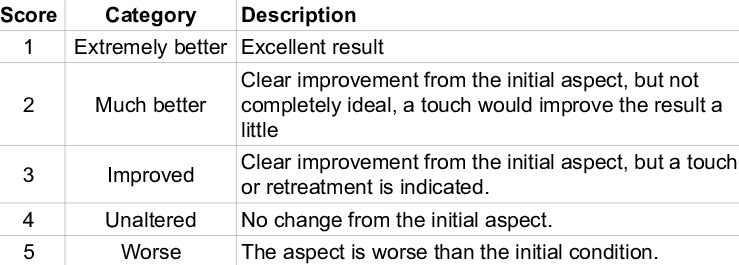 Score Category Description
1 Extremely better Excellent result
Clear improvement from the initial aspect, but not
2 Much better completely ideal, a touch would improve the result a
little
Clear improvement from the initial aspect, but a touch
3 Improved or retreatment is indicated.
4 Unaltered No change from the initial aspect.
5 Worse The aspect is worse than the initial condition.